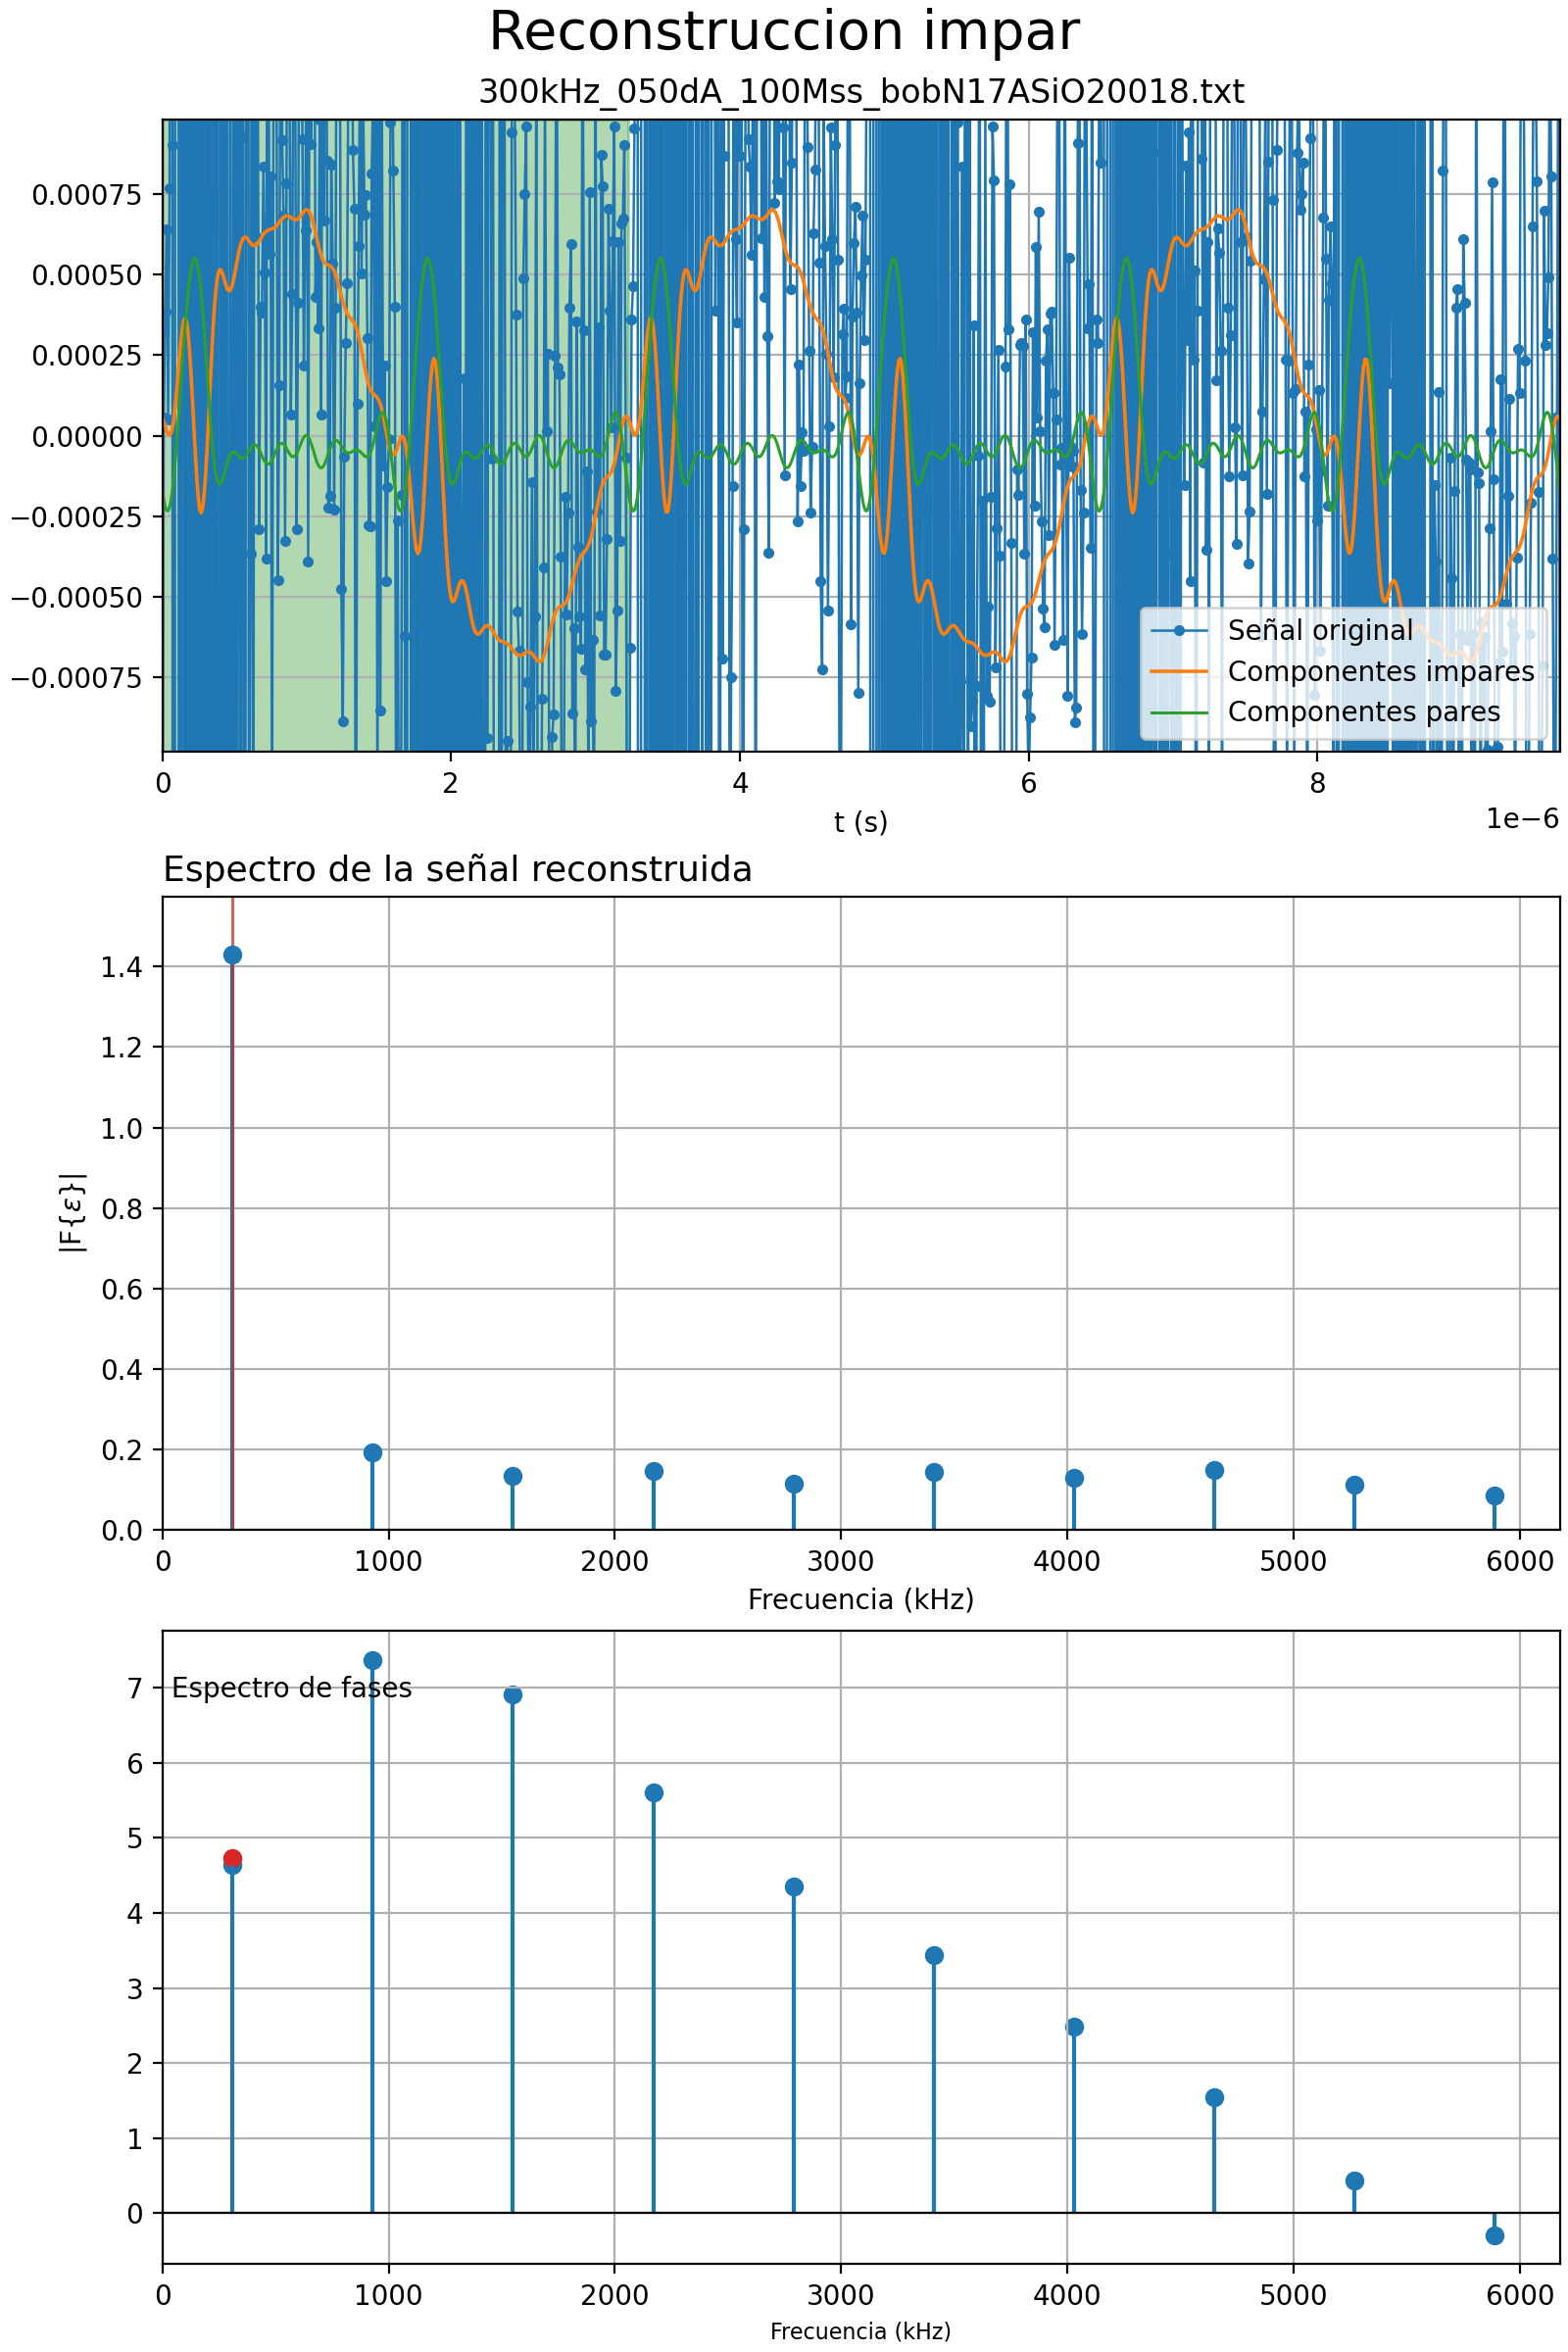 Reconstruccion impar
300kHz_050dA_100Mss_bobN17ASiO20018.txt
0.00075
0.00050
0.00025
0.00000
−0.00025
−0.00050
−0.00075
Señal original
Componentes impares
Componentes pares
0 2 4 6 8
1e−6
t (s)
Espectro de la señal reconstruida
1.4
1.2
1.0
0.8
0.6
0.4
0.2
0.0
|F{ε}|
0 1000 2000 3000 4000 5000 6000
Frecuencia (kHz)
Espectro de fases
7
6
5
4
3
2
1
0
0 1000 2000 3000 4000 5000 6000
Frecuencia (kHz)